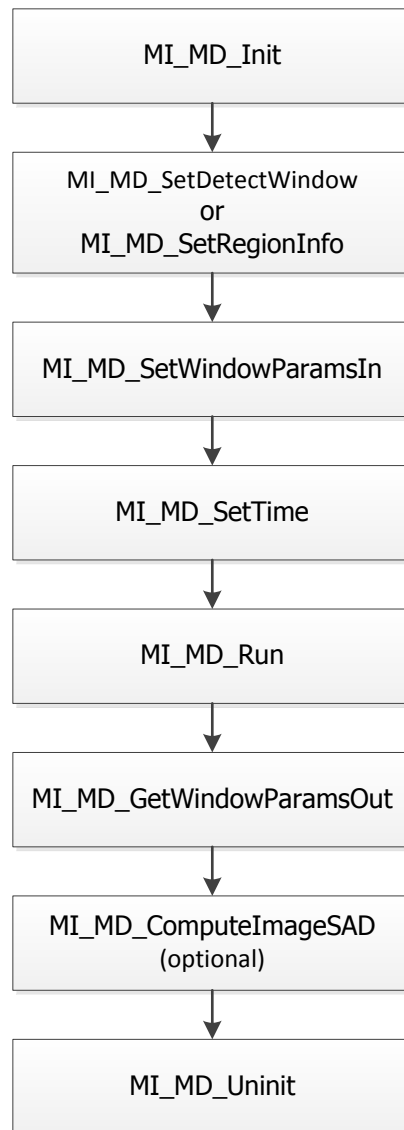 MI_MD_Init
MI_MD_SetDetectWindow
or
MI_MD_SetRegionInfo
MI_MD_SetWindowParamsIn
MI_MD_SetTime
MI_MD_Run
MI_MD_GetWindowParamsOut
MI_MD_ComputeImageSAD
(optional)
MI_MD_Uninit